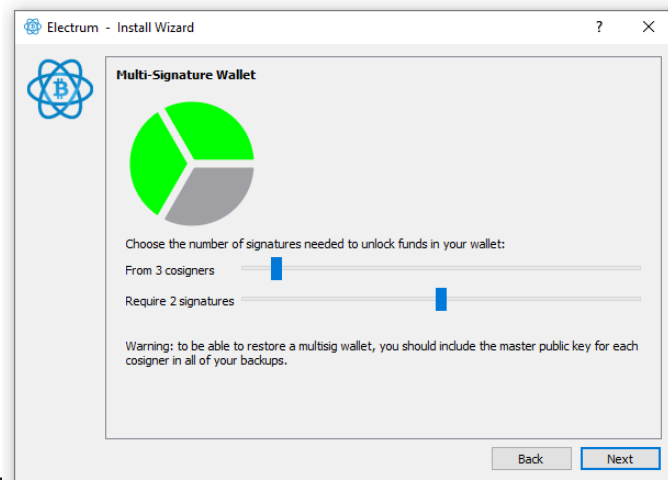 Electrum - Install Wizard
Multi-Signature Wallet
Choose the number of signatures needed to unlock funds in your wallet:
From 3 cosigners
Require 2 signatures
Warning: to be able to restore a multisig wallet, you should include the master public key for each
cosigner in all of your backups.
Back Next